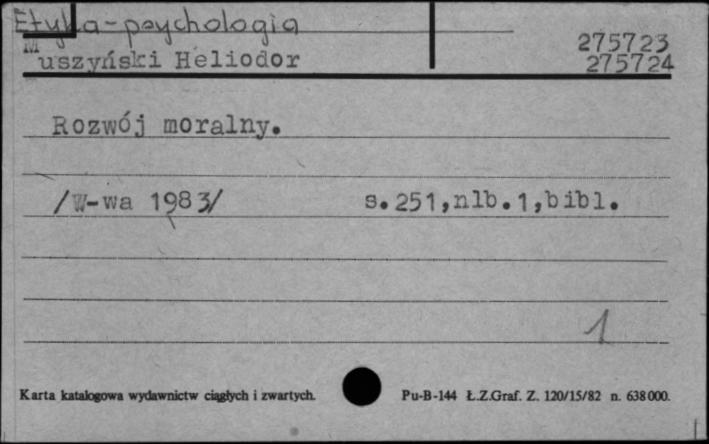 Etyka-psychologia
275723
Muszyński Heliodor 275724
Rozwój moralny.
/W-wa 1983/ s.251,nlb.1,bibl.
1
Karta katalogowa wydawnictw ciągłych i zwartych. Pu-B-144 Ł.Z.Graf. Z. 120/15/82 n. 638000.